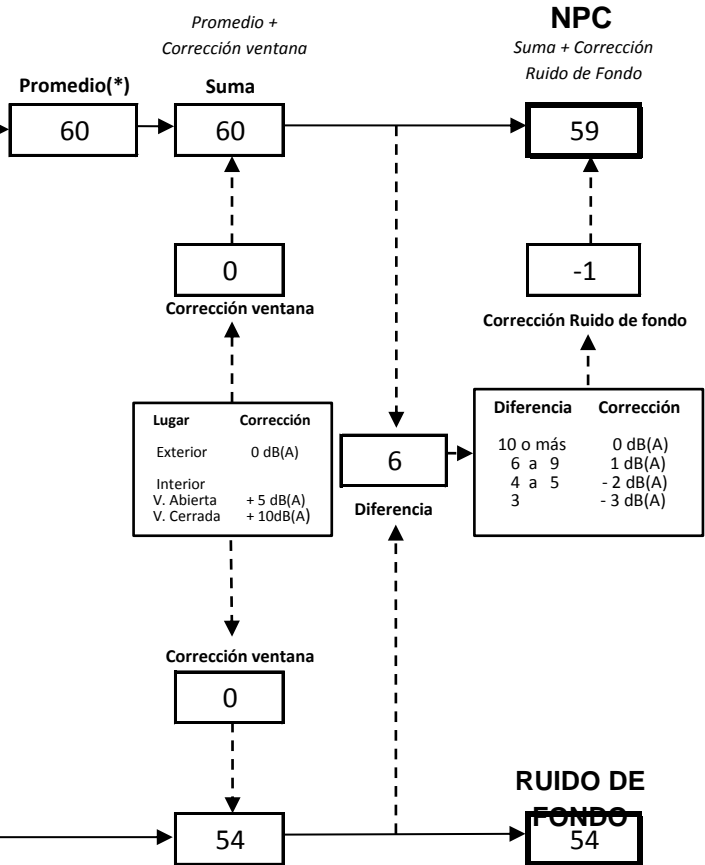 Promedio +
Corrección ventana
NPC
Suma + Corrección
Ruido de Fondo
Promedio(*)
Suma
60
60
59
0
-1
Corrección ventana
Corrección Ruido de fondo
Lugar Corrección
Exterior 0 dB(A)
Interior
V. Abierta + 5 dB(A)
V. Cerrada + 10dB(A)
6
Diferencia
Diferencia Corrección
10 o más 0 dB(A)
6 a 9 1 dB(A)
4 a 5 - 2 dB(A)
3 - 3 dB(A)
Corrección ventana
0
54
RUIDO DE
FONDO
54